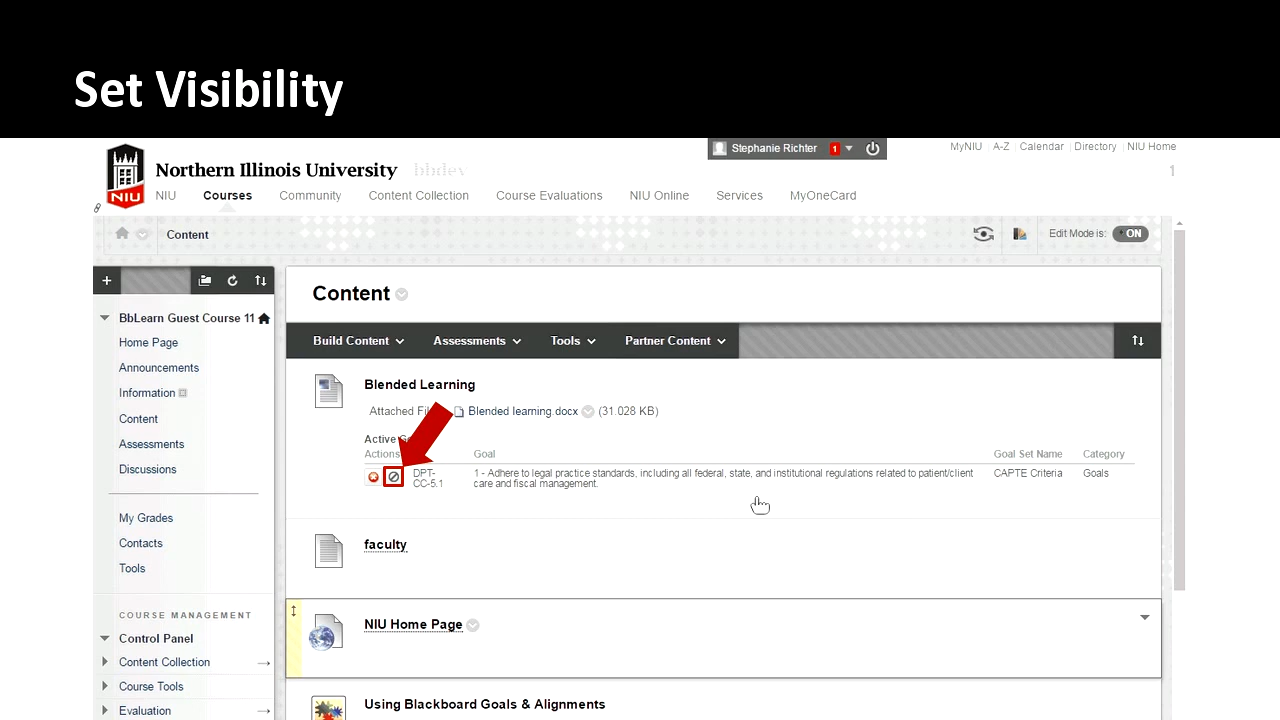 Set Visibility
Stephanie Richter 1
MyNIU A-Z Calendar Directory NIU Home
Northern Illinois University bbdev
1
NIU
NIU Courses Community Content Collection Course Evaluations NIU Online Services MyOneCard
Content
Edit Mode is: ON
Content
BbLearn Guest Course 11
Home Page
Announcements
Information
Content
Assessments
Discussions
My Grades
Contacts
Tools
COURSE MANAGEMENT
Control Panel
Content Collection
Course Tools
Evaluation
Build Content Assessments Tools Partner Content
Blended Learning
Attached Blended learning.docx (31.028 KB)
Active
Actions Goal Goal Set Name Category
DPT-
CC-5.1
1 - Adhere to legal practice standards, including all federal, state, and institutional regulations related to patient/client
care and fiscal management.
CAPTE Criteria Goals
faculty
NIU Home Page
Using Blackboard Goals & Alignments